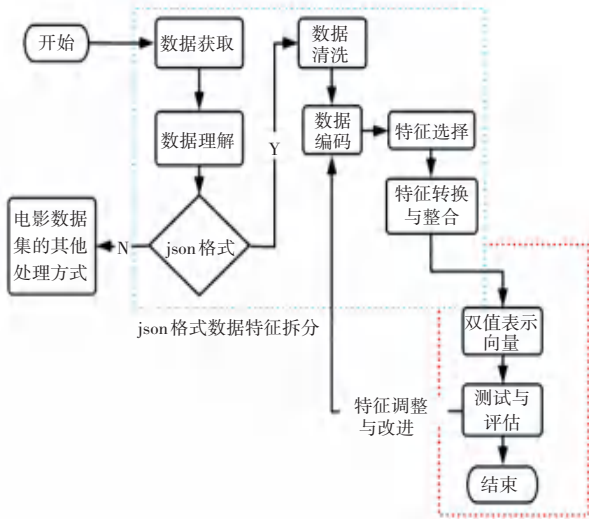 开始
数据获取
数据理解
json格式
Y
N
电影数据
集的其他
处理方式
数据
清洗
数据
编码
特征选择
特征转换
与整合
json格式数据特征拆分
双值表示
向量
测试与
评估
特征调整
与改进
结束